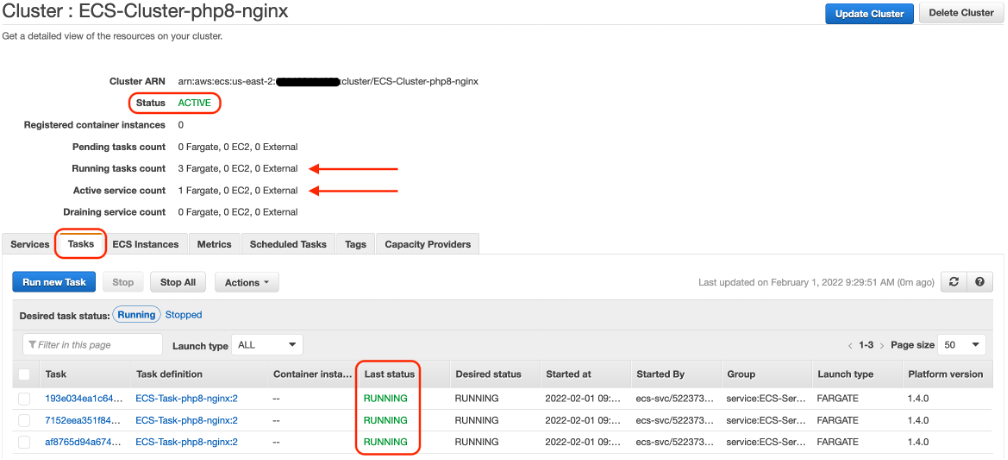 Cluster : ECS-Cluster-php8-nginx
Update Cluster
Delete Cluster
Get a detailed view of the resources on your cluster.
Cluster ARN arn:aws:ecs:us-east-2: :cluster/ECS-Cluster-php8-nginx
Status ACTIVE
Registered container instances 0
Pending tasks count 0 Fargate, 0 EC2, 0 External
Running tasks count 3 Fargate, 0 EC2, 0 External
Active service count 1 Fargate, 0 EC2, 0 External
Draining service count 0 Fargate, 0 EC2, 0 External
Services Tasks ECS Instances Metrics Scheduled Tasks Tags Capacity Providers
Run new Task Stop Stop All Actions Last updated on February 1, 2022 9:29:51 AM (0m ago)
Desired task status: Running Stopped
Filter in this page Launch type ALL < 1-3 > Page size 50
Task Task definition Container insta... Last status Desired status Started at Started By Group Launch type Platform version
193e034ea1c64... ECS-Task-php8-nginx:2 -- RUNNING RUNNING 2022-02-01 09:... ecs-svc/522373... service:ECS-Ser... FARGATE 1.4.0
7152eea351f84... ECS-Task-php8-nginx:2 -- RUNNING RUNNING 2022-02-01 09:... ecs-svc/522373... service:ECS-Ser... FARGATE 1.4.0
af8765d94a674... ECS-Task-php8-nginx:2 -- RUNNING RUNNING 2022-02-01 09:... ecs-svc/522373... service:ECS-Ser... FARGATE 1.4.0